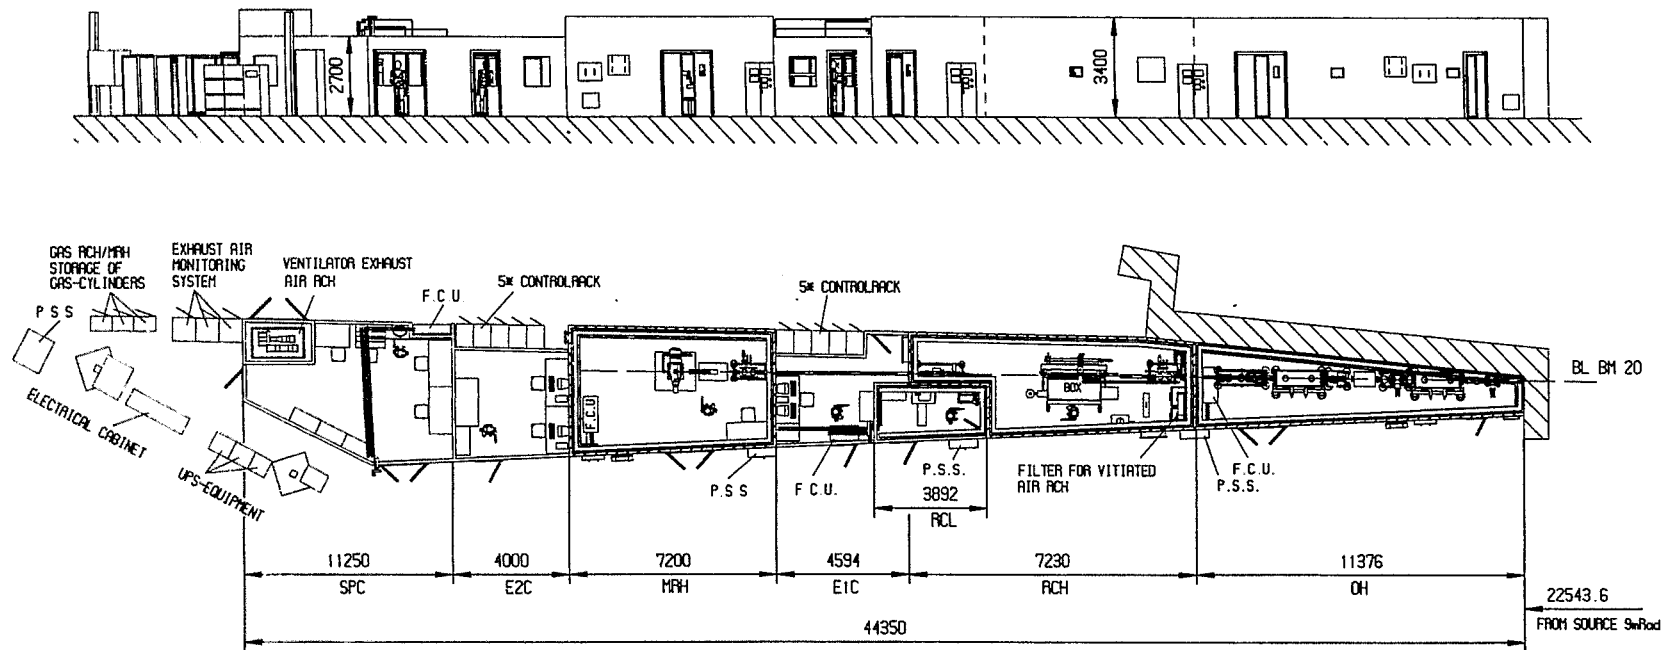 2700
3400
GAS RCH/MRH
STORAGE OF
GAS-CYLINDERS
EXHAUST AIR
MONITORING
SYSTEM
VENTILATOR EXHAUST
AIR RCH
F.C.U.
5* CONTROLRACK
5* CONTROLRACK
P S S
BL BM 20
BOX
F.C.U
ELECTRICAL CABINET
UPS-EQUIPMENT
P.S S
F.C.U.
P.S.S.
FILTER FOR VITIATED
AIR RCH
F.C.U.
P.S.S.
3892
RCL
11250
4000
7200
4594
7230
11376
SPC
E2C
MRH
E1C
RCH
OH
22543.6
FROM SOURCE 9mRad
44350